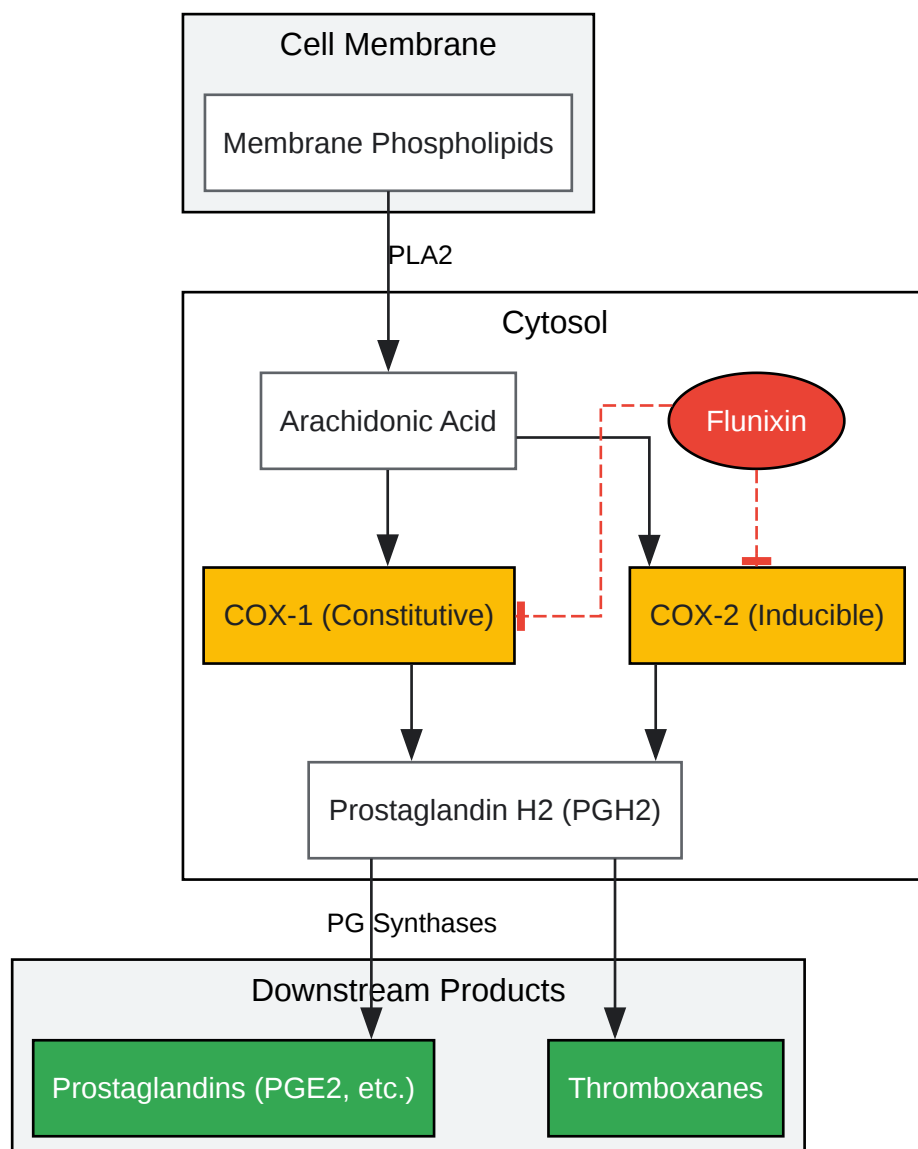 Cell Membrane
Membrane Phospholipids
PLA2
Cytosol
Arachidonic Acid
Flunixin
COX-1 (Constitutive)
COX-2 (Inducible)
Prostaglandin H2 (PGH2)
PG Synthases
Downstream Products
Prostaglandins (PGE2, etc.)
Thromboxanes